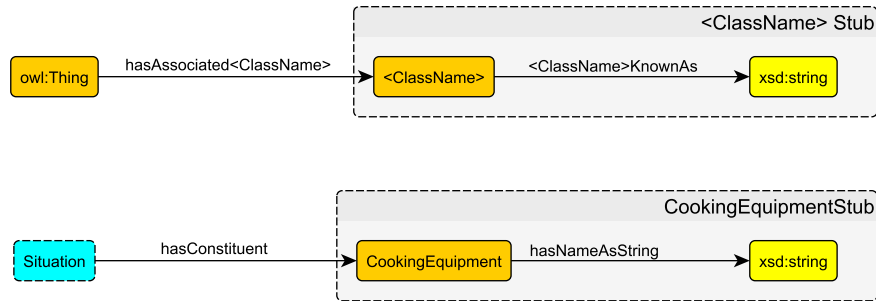 <ClassName> Stub
owl:Thing
hasAssociated<ClassName>
<ClassName>
<ClassName>KnownAs
xsd:string
CookingEquipmentStub
Situation
hasConstituent
CookingEquipment
hasNameAsString
xsd:string